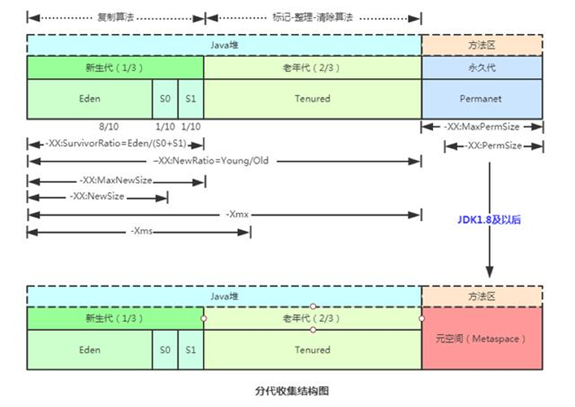 复制算法 标记-整理-清除算法
Java堆 方法区
新生代（1/3） 老年代（2/3） 永久代
Eden S0 S1 Tenured Permanet
8/10 1/10 1/10
-XX:MaxPermSize
-XX:SurvivorRatio=Eden/(S0+S1) -XX:PermSize
–XX:NewRatio=Young/Old
-XX:MaxNewSize
-XX:NewSize
-Xmx
JDK1.8及以后
-Xms
Java堆 方法区
新生代（1/3） 老年代（2/3）
元空间（Metaspace）
Eden S0 S1 Tenured
分代收集结构图